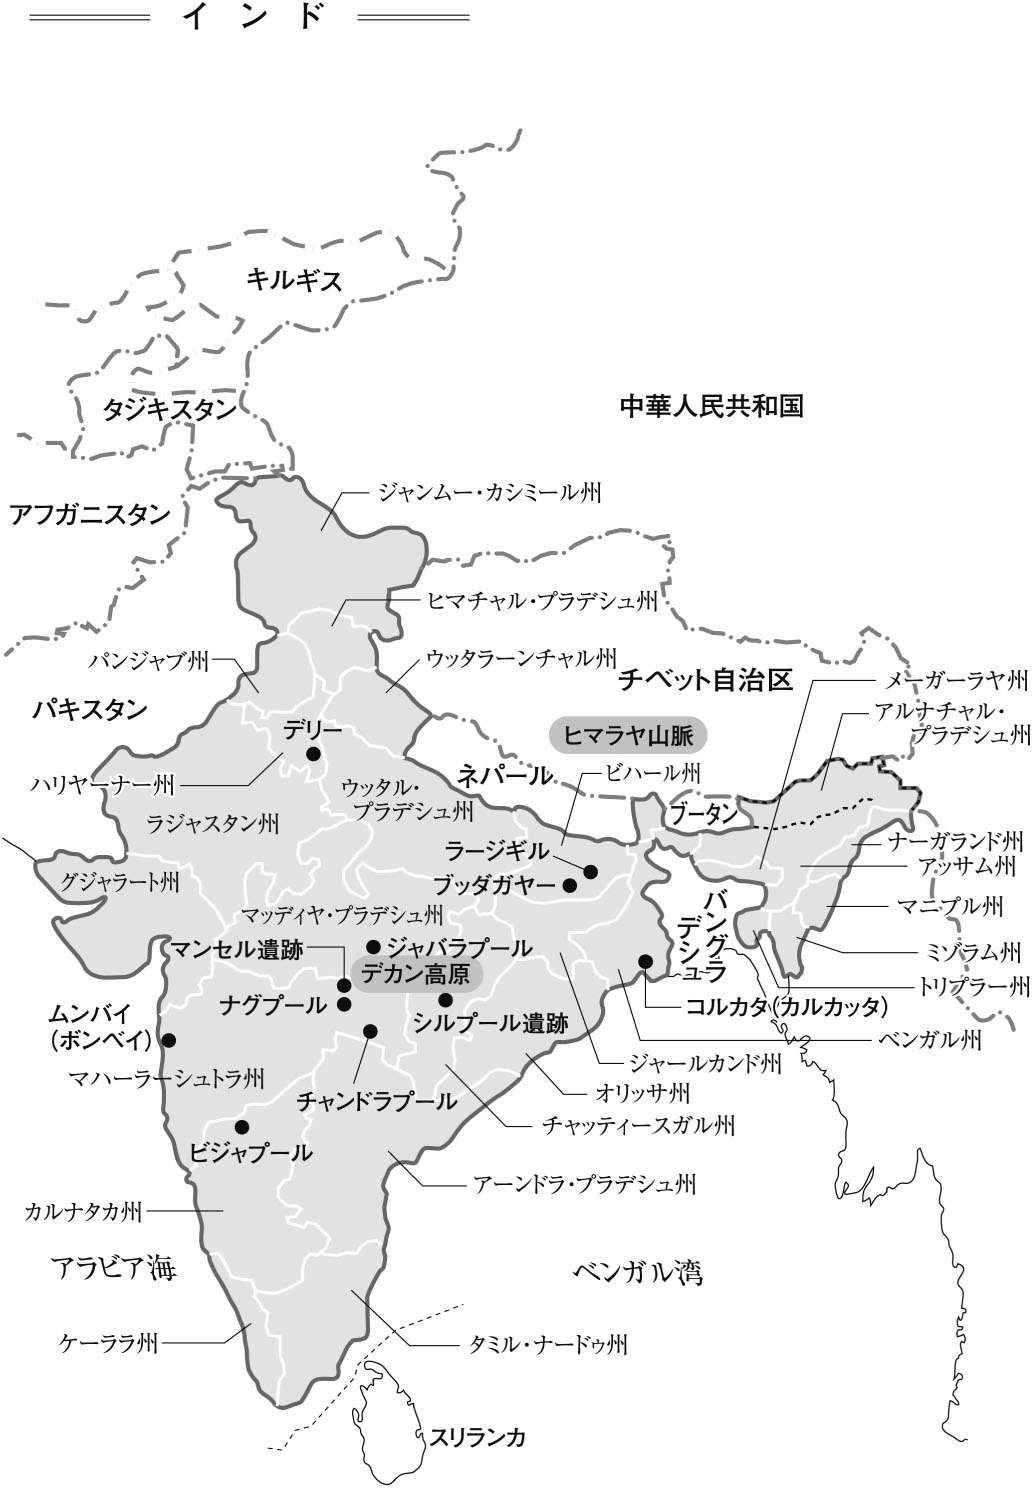 インド
キルギス
タジキスタン
中華人民共和国
アフガニスタン
ジャンムー・カシミール州
ヒマチャル・プラデシュ州
パンジャブ州
ウッタラーンチャル州
チベット自治区
メーガーラヤ州
パキスタン
アルナチャル・
プラデシュ州
デリー
ヒマラヤ山脈
ネパール
ビハール州
ハリヤーナー州
ウッタル・
プラデシュ州
ブータン
ラジャスタン州
ラージギル
ナーガランド州
アッサム州
グジャラート州
ブッダガヤー
バングラ
デシュ
マニプル州
マッディヤ・プラデシュ州
マンセル遺跡
ジャバラプール
ミゾラム州
デカン高原
トリプラー州
ナグプール
コルカタ(カルカッタ)
ムンバイ
(ボンベイ)
シルプール遺跡
ベンガル州
ジャールカンド州
マハーラーシュトラ州
オリッサ州
チャンドラプール
チャッティースガル州
ビジャプール
アーンドラ・プラデシュ州
カルナタカ州
アラビア海
ベンガル湾
ケーララ州
タミル・ナードゥ州
スリランカ